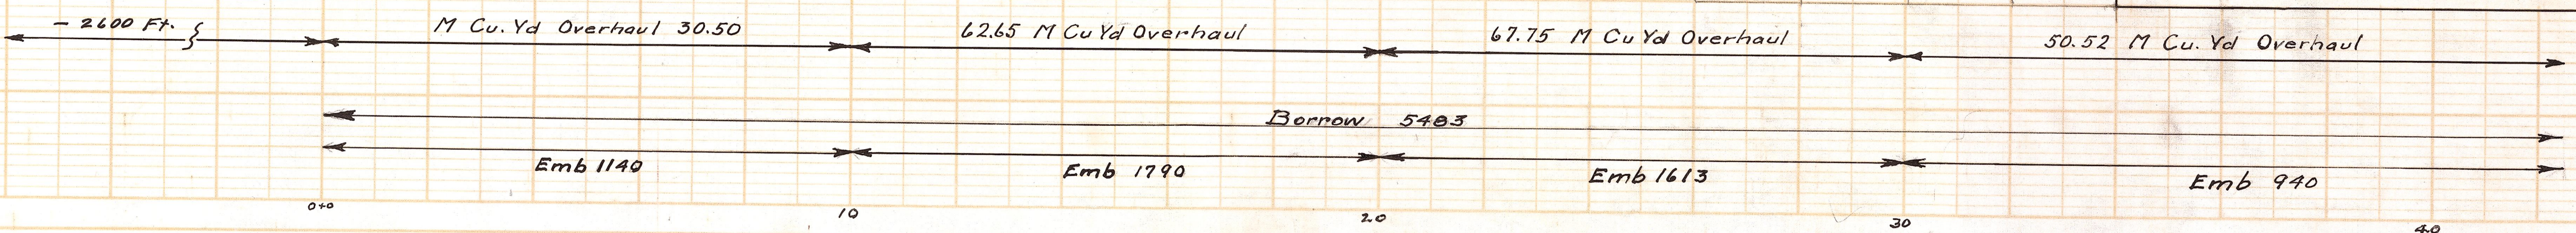 - 2600 Ft.
M Cu. Yd Overhaul 30.50
62.65 M Cu Yd Overhaul
67.75 M Cu Yd Overhaul
50.52 M Cu. Yd Overhaul
Borrow 5483
Emb 1140
Emb 1790
Emb 1613
Emb 940
0+0
10
20
30
40